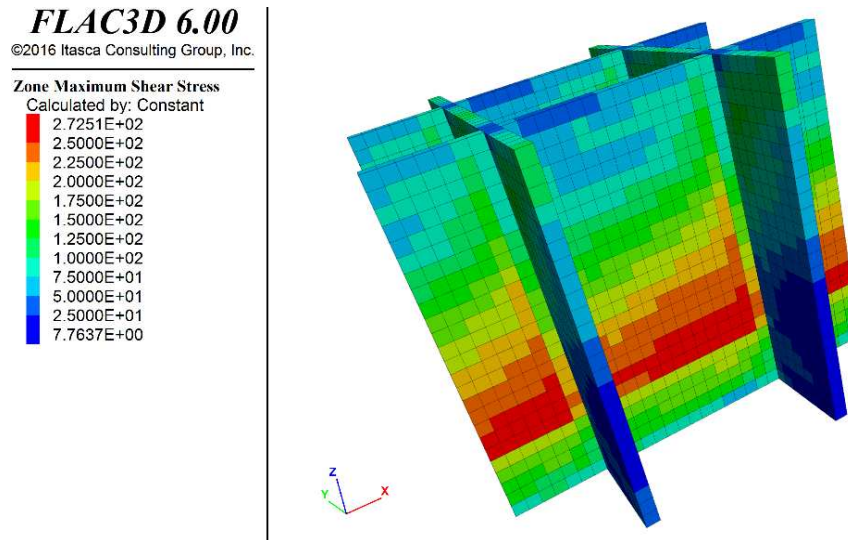 FLAC3D 6.00
©2016 Itasca Consulting Group, Inc.
Zone Maximum Shear Stress
Calculated by: Constant
2.7251E+02
2.5000E+02
2.2500E+02
2.0000E+02
1.7500E+02
1.5000E+02
1.2500E+02
1.0000E+02
7.5000E+01
5.0000E+01
2.5000E+01
7.7637E+00
Z
Y
X